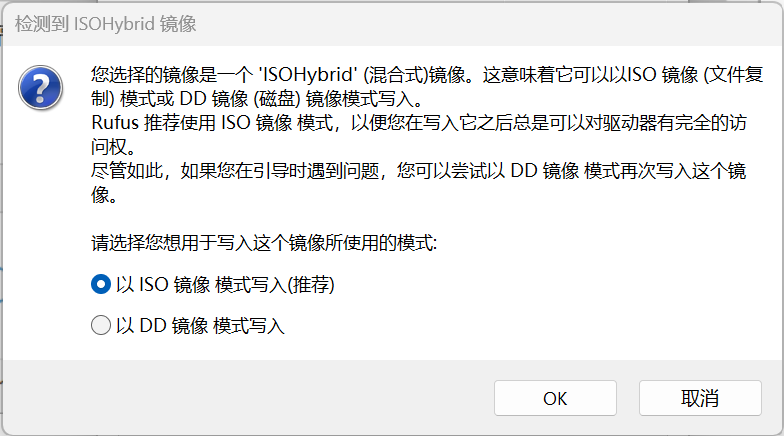 检测到 ISOHybrid 镜像
您选择的镜像是一个 'ISOHybrid' (混合式)镜像。这意味着它可以以ISO 镜像 (文件复
制) 模式或 DD 镜像 (磁盘) 镜像模式写入。
Rufus 推荐使用 ISO 镜像 模式，以便您在写入它之后总是可以对驱动器有完全的访
问权。
尽管如此，如果您在引导时遇到问题，您可以尝试以 DD 镜像 模式再次写入这个镜
像。
请选择您想用于写入这个镜像所使用的模式:
以 ISO 镜像 模式写入(推荐)
以 DD 镜像 模式写入
OK
取消